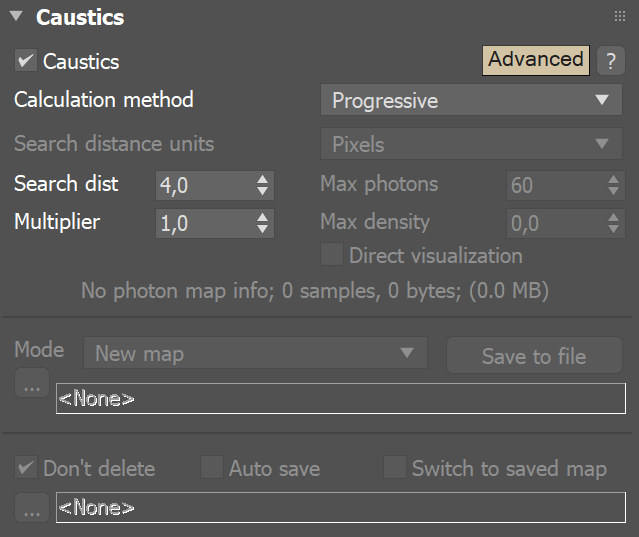 Caustics
Caustics Advanced ?
Calculation method Progressive
Search distance units Pixels
Search dist 4,0 Max photons 60
Multiplier 1,0 Max density 0,0
Direct visualization
No photon map info; 0 samples, 0 bytes; (0.0 MB)
Mode New map Save to file
... <None>
Don't delete Auto save Switch to saved map
... <None>